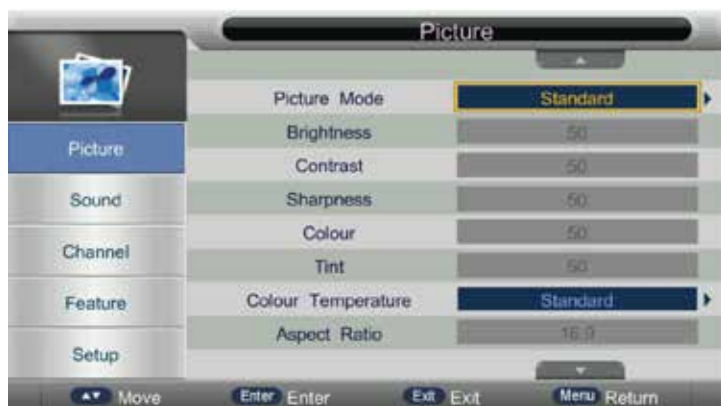 Picture
Picture
Sound
Channel
Feature
Setup
Picture Mode Standard
Brightness 50
Contrast 50
Sharpness 50
Colour 50
Tint 50
Colour Temperature Standard
Aspect Ratio 16:9
Move Enter Enter Exit Exit Menu Return